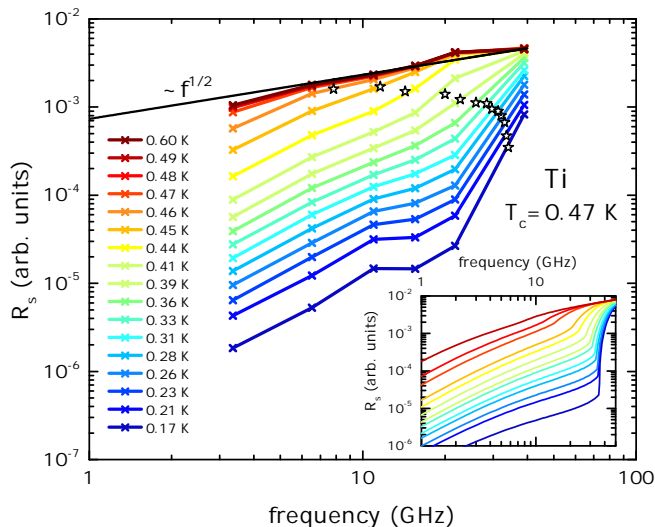 10⁻²
10⁻³
10⁻⁴
10⁻⁵
10⁻⁶
10⁻⁷
R_s (arb. units)
~ f^{1/2}
0.60 K
0.49 K
0.48 K
0.47 K
0.46 K
0.45 K
0.44 K
0.41 K
0.39 K
0.36 K
0.33 K
0.31 K
0.28 K
0.26 K
0.23 K
0.21 K
0.17 K
Ti
T_c=0.47 K
frequency (GHz)
1 10
10⁻²
10⁻³
10⁻⁴
10⁻⁵
10⁻⁶
R_s (arb. units)
1 10 100
frequency (GHz)